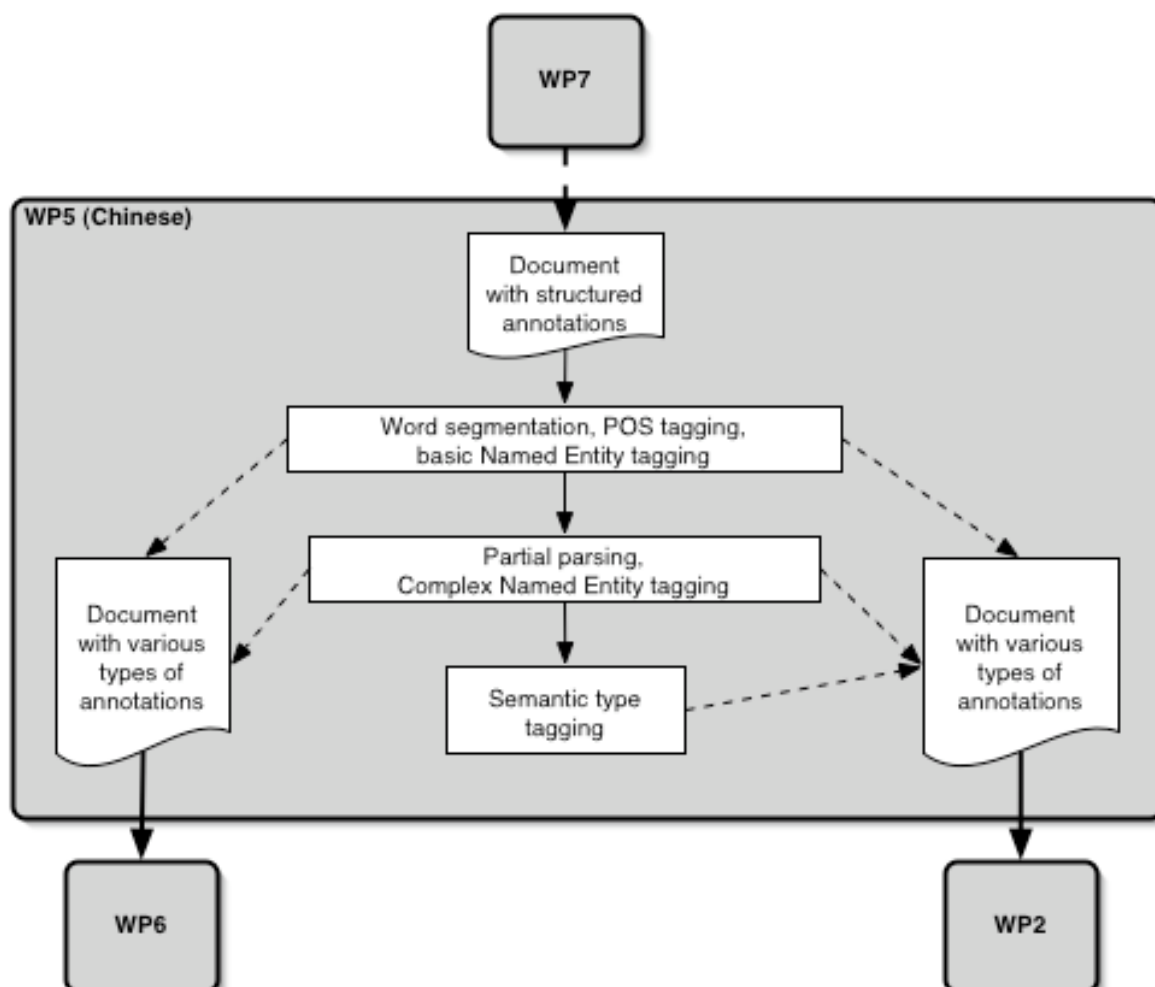 WP7
WP5 (Chinese)
Document
with structured
annotations
Word segmentation, POS tagging,
basic Named Entity tagging
Partial parsing,
Complex Named Entity tagging
Document
with various
types of
annotations
Semantic type
tagging
Document
with various
types of
annotations
WP6
WP2